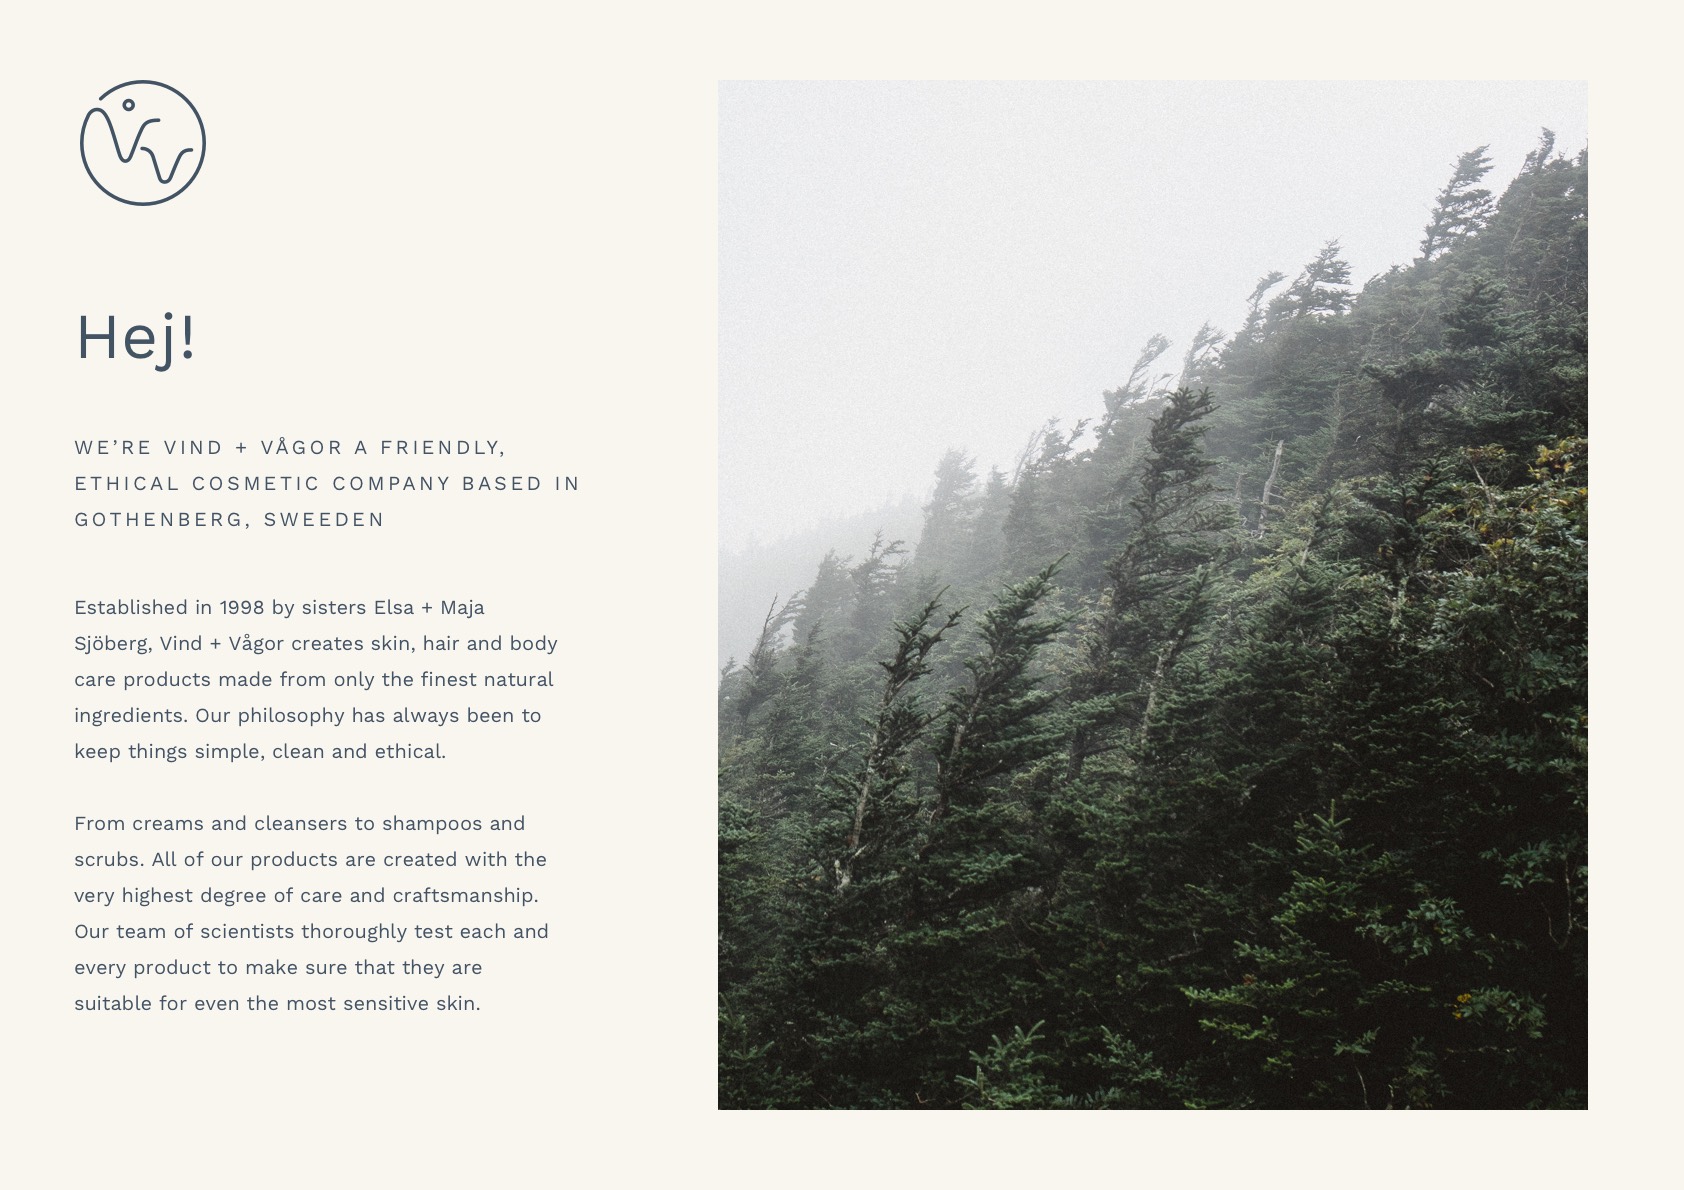 Hej!
WE’RE VIND + VÅGOR A FRIENDLY,
ETHICAL COSMETIC COMPANY BASED IN
GOTHENBERG, SWEEDEN
Established in 1998 by sisters Elsa + Maja
Sjöberg, Vind + Vågor creates skin, hair and body
care products made from only the finest natural
ingredients. Our philosophy has always been to
keep things simple, clean and ethical.
From creams and cleansers to shampoos and
scrubs. All of our products are created with the
very highest degree of care and craftsmanship.
Our team of scientists thoroughly test each and
every product to make sure that they are
suitable for even the most sensitive skin.